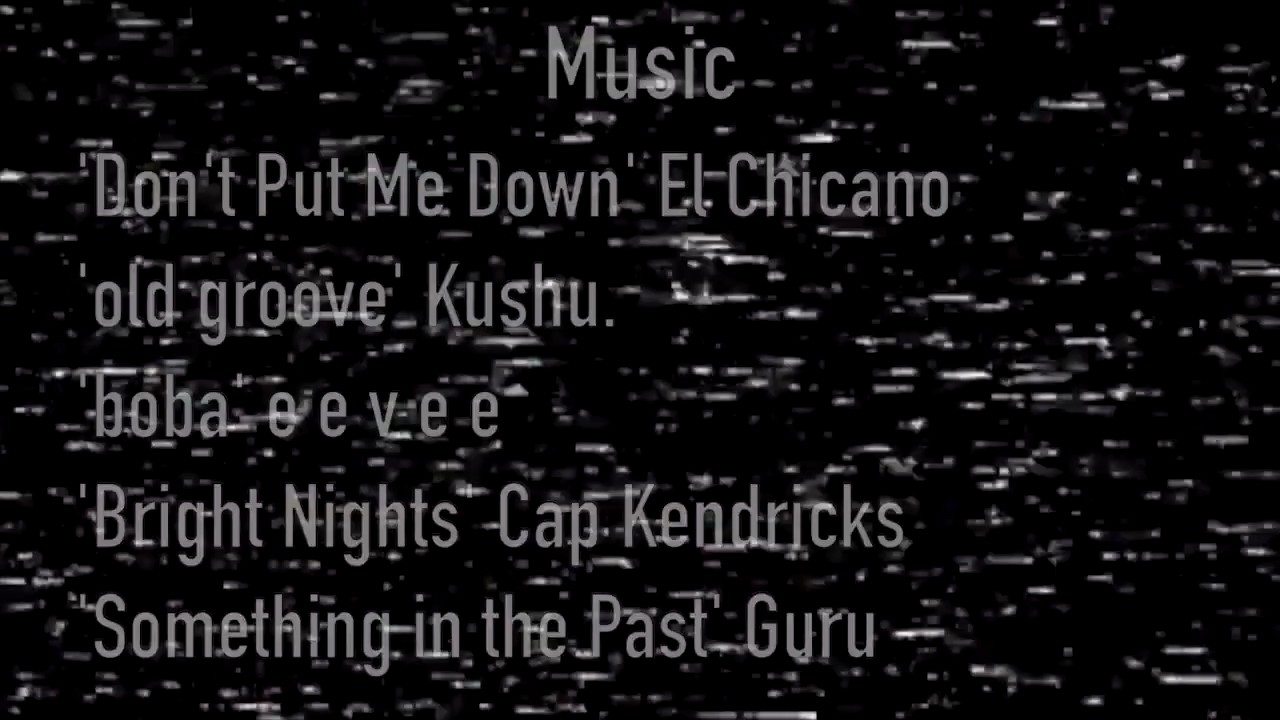 Music
'Don't Put Me Down' El Chicano
'old groove' Kushu.
'boba' e e v e e
'Bright Nights' Cap Kendricks
'Something in the Past' Guru